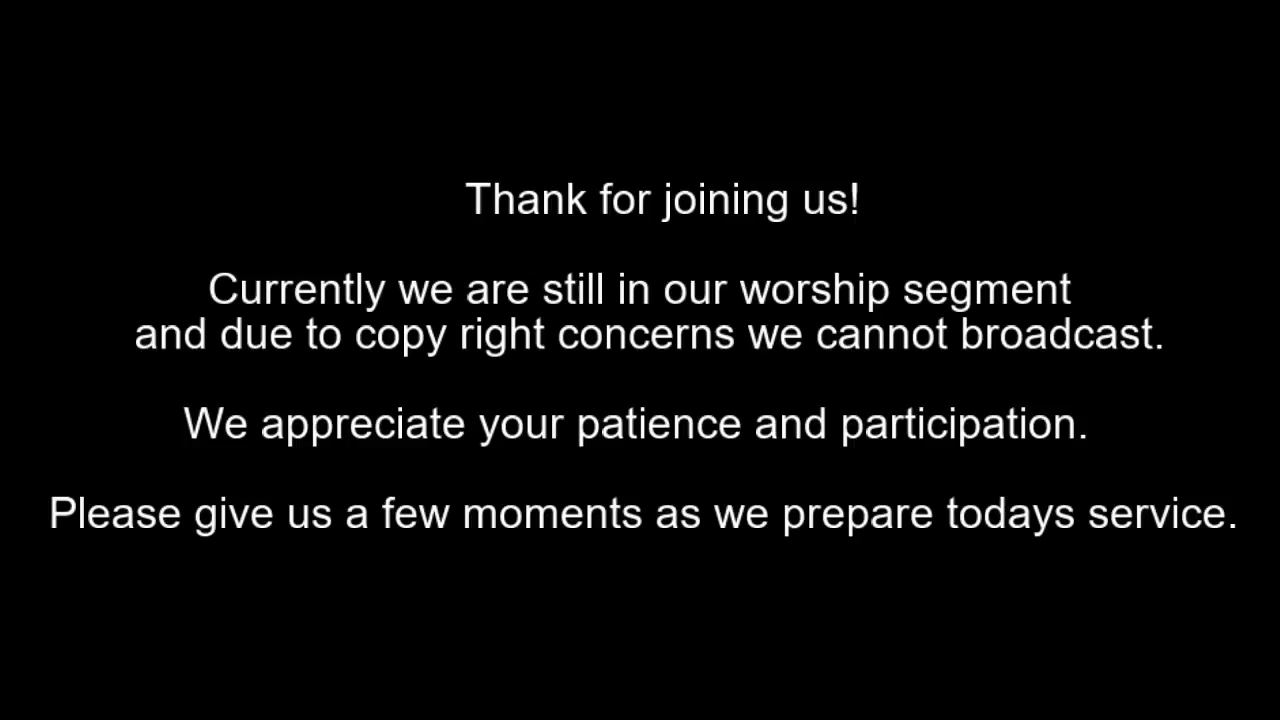 Thank for joining us!
Currently we are still in our worship segment
and due to copy right concerns we cannot broadcast.
We appreciate your patience and participation.
Please give us a few moments as we prepare todays service.